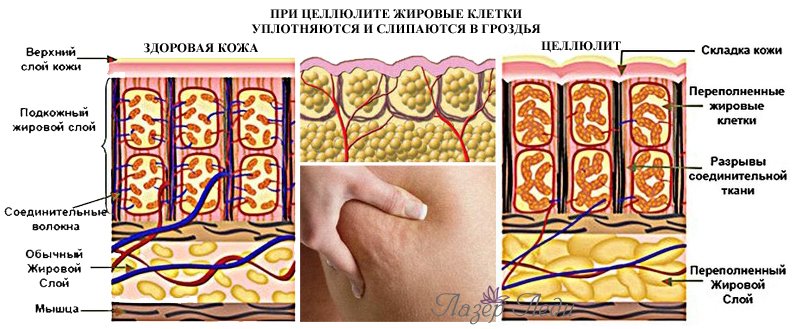 ПРИ ЦЕЛЛЮЛИТЕ ЖИРОВЫЕ КЛЕТКИ
УПЛОТНЯЮТСЯ И СЛИПАЮТСЯ В ГРОЗДЬЯ
ЗДОРОВАЯ КОЖА
Верхний
слой кожи
Подкожный
жировой слой
Соединительные
волокна
Обычный
Жировой
Слой
Мышца
ЦЕЛЛЮЛИТ
Складка кожи
Переполненные
жировые
клетки
Разрывы
соединительной
ткани
Переполненный
Жировой
Слой
Лазер Леди